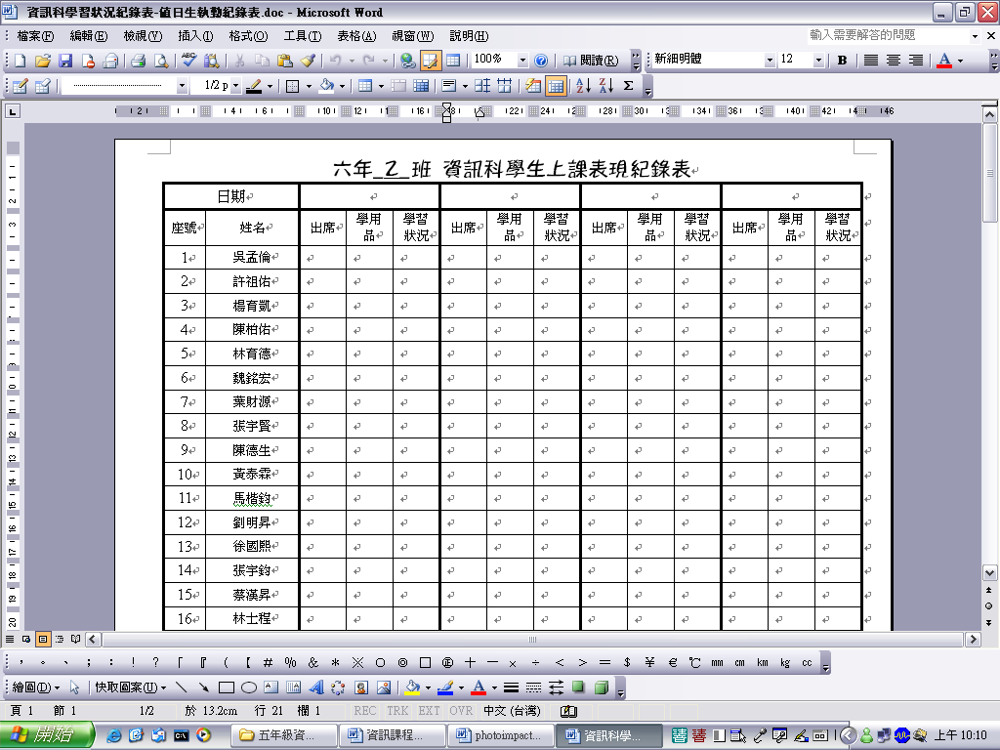 資訊科學習狀況紀錄表-值日生執勤紀錄表.doc - Microsoft Word
檔案(F) 編輯(E) 檢視(V) 插入(I) 格式(O) 工具(T) 表格(A) 視窗(W) 說明(H) 輸入需要解答的問題
100% 閱讀(R) 新細明體 12 B A
1/2 p
六年_2_班 資訊科學生上課表現紀錄表
日期
座號 姓名 出席 學用品 學習狀況 出席 學用品 學習狀況 出席 學用品 學習狀況 出席 學用品 學習狀況
1 吳孟倫
2 許祖佑
3 楊育凱
4 陳柏佑
5 林育德
6 魏銘宏
7 葉財源
8 張宇賢
9 陳德生
10 黃泰霖
11 馬楷鈞
12 劉明昇
13 徐國熙
14 張宇鈞
15 蔡漢昇
16 林士程
， 。 、 ； ： ！ ？ 「 『 （ 【 # % & * ※ ○ ◎ □ ㊣ ＋ － × ÷ ＜ ＞ ＝ $ ¥ € ℃ mm cm km kg cc
繪圖(D) 快取圖案(U)
頁 1 節 1 1/2 於 13.2cm 行 21 欄 1 REC TRK EXT OVR 中文 (台灣)
開始 五年級資... 資訊課程... photoimpact... 資訊科學... 上午 10:10